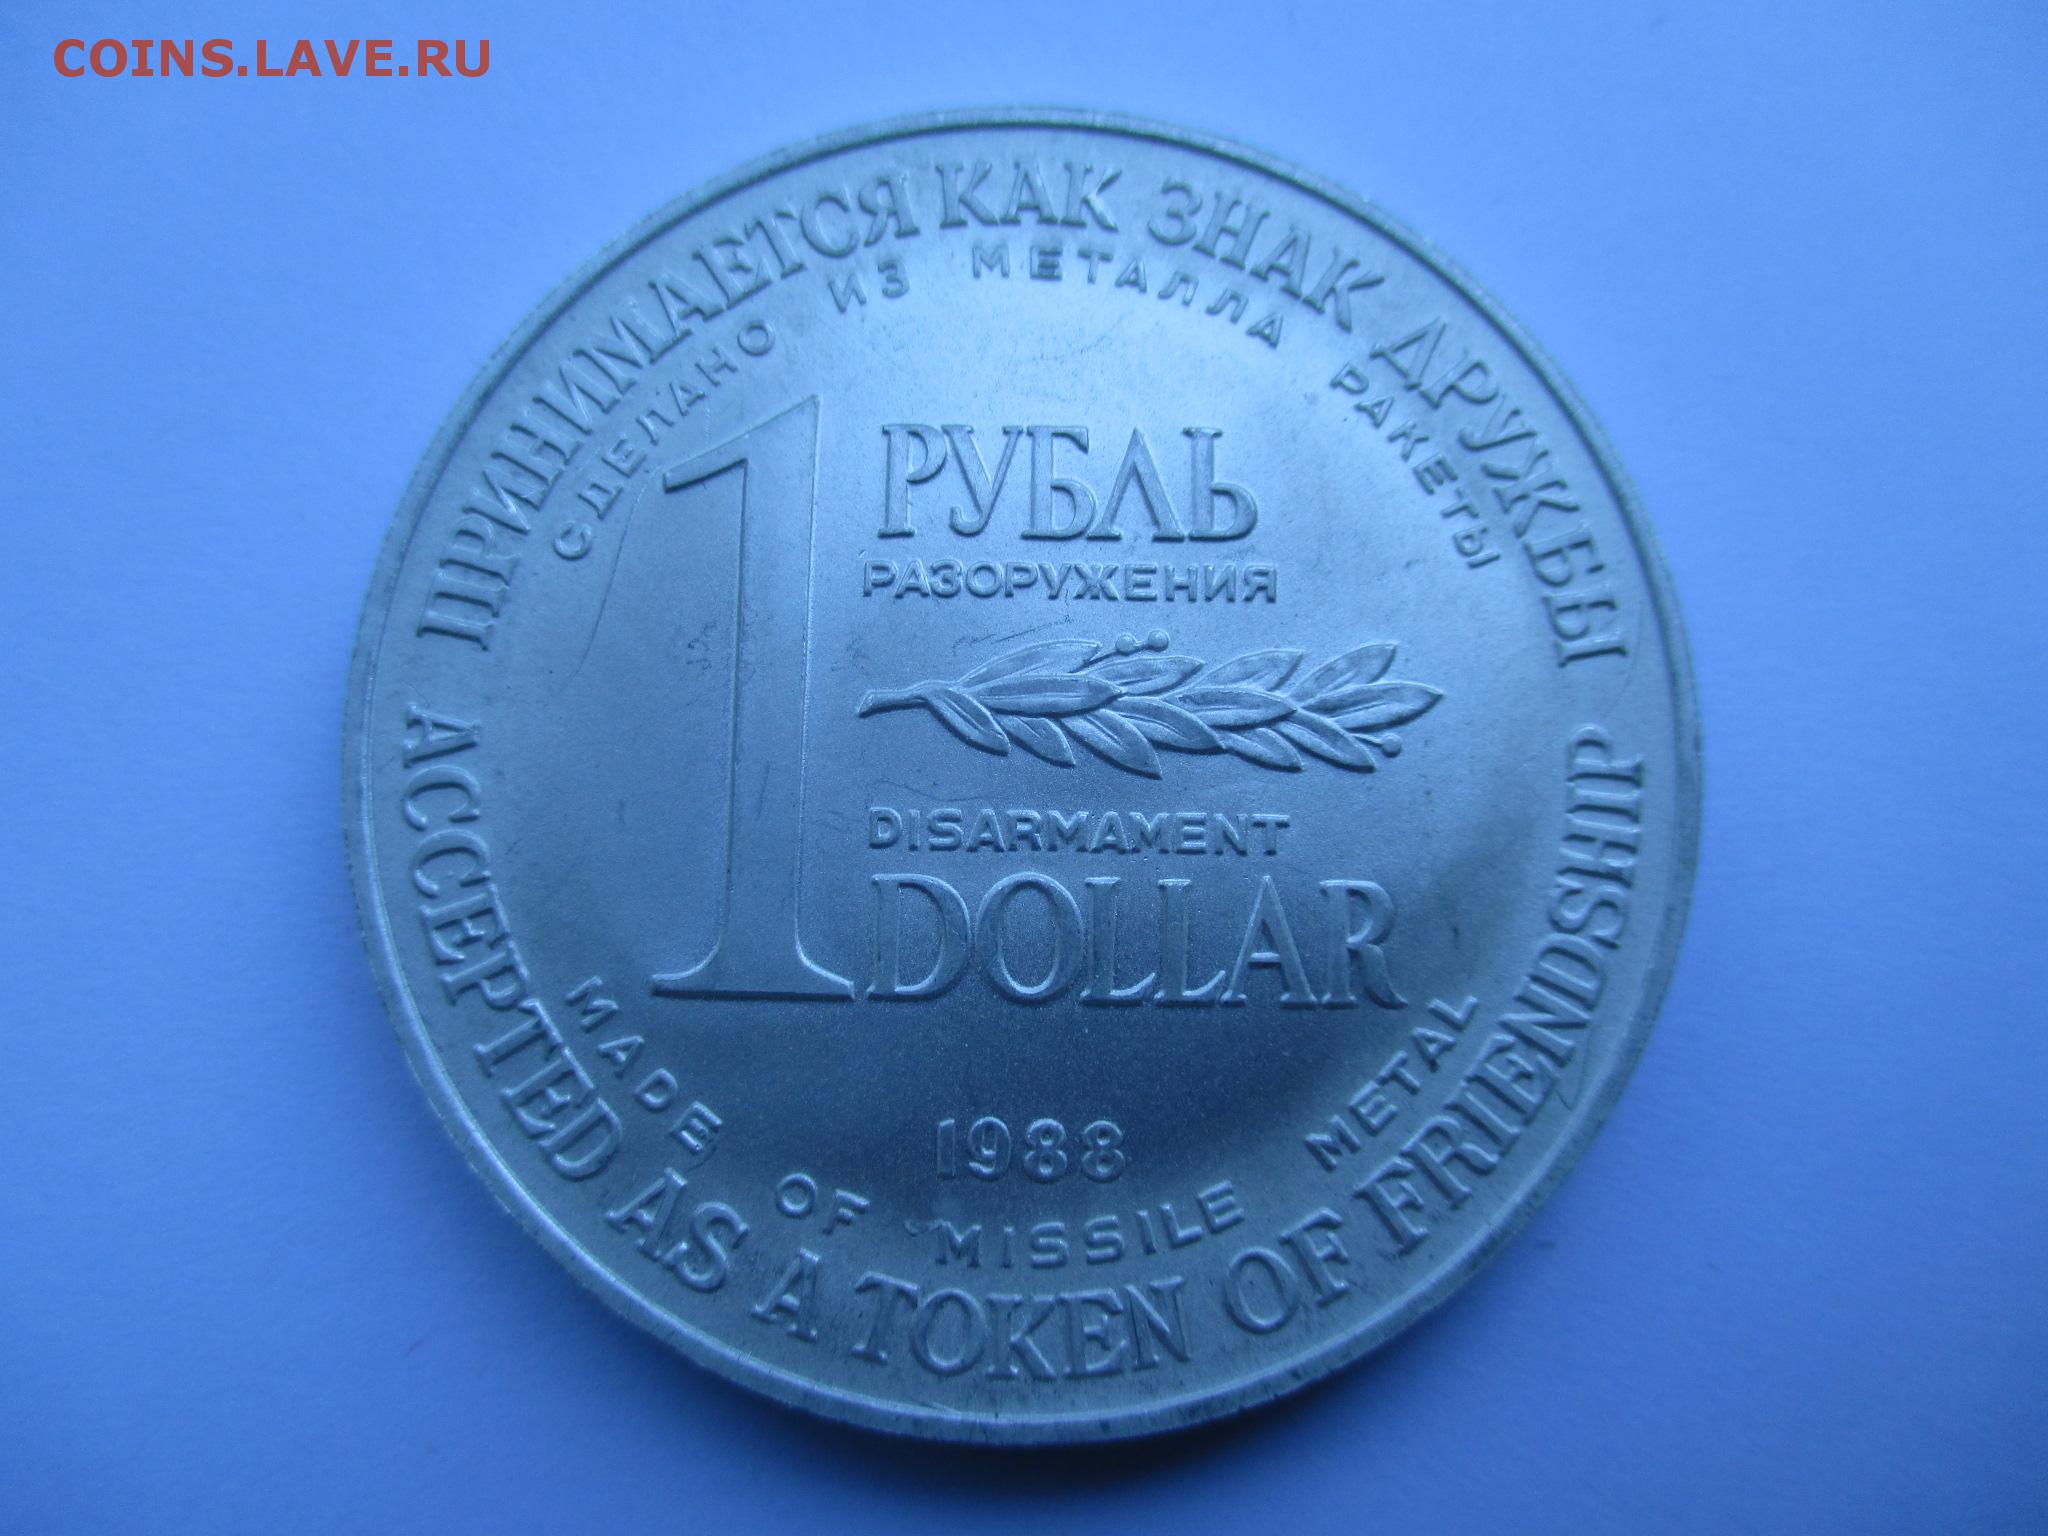 COINS.LAVE.RU
ПРИНИМАЕТСЯ КАК ЗНАК ДРУЖБЫ
СДЕЛАНО ИЗ МЕТАЛЛА РАКЕТЫ
1 РУБЛЬ
РАЗОРУЖЕНИЯ
DISARMAMENT
DOLLAR
1988
MADE OF MISSILE METAL
ACCEPTED AS A TOKEN OF FRIENDSHIP